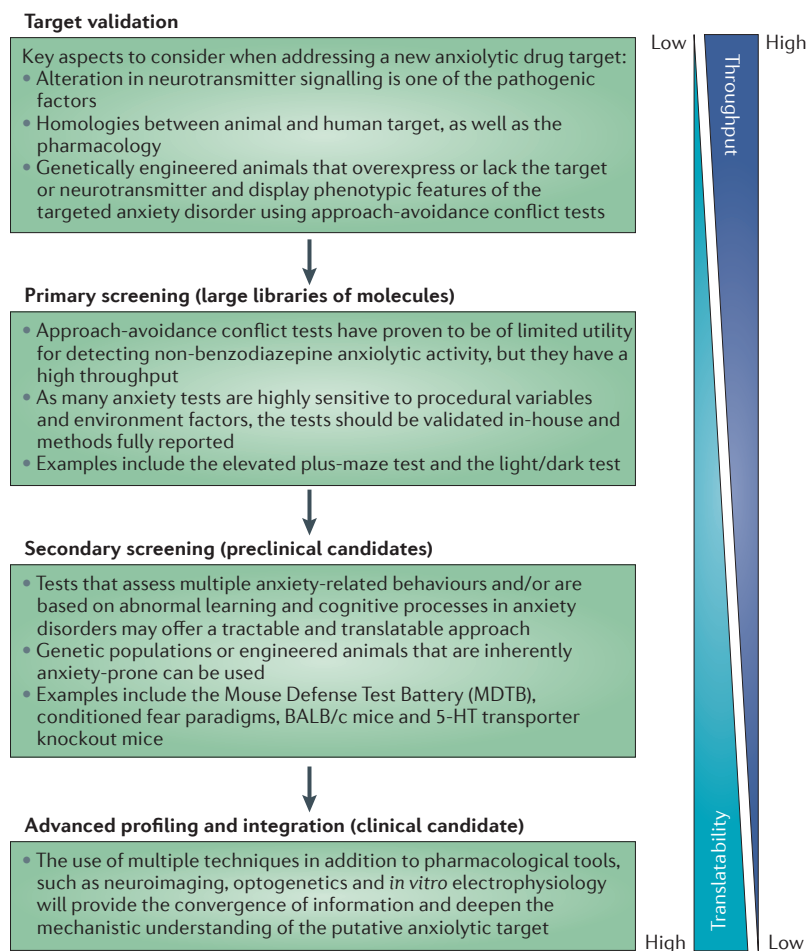 Target validation
Key aspects to consider when addressing a new anxiolytic drug target:
• Alteration in neurotransmitter signalling is one of the pathogenic
factors
• Homologies between animal and human target, as well as the
pharmacology
• Genetically engineered animals that overexpress or lack the target
or neurotransmitter and display phenotypic features of the
targeted anxiety disorder using approach-avoidance conflict tests
Primary screening (large libraries of molecules)
• Approach-avoidance conflict tests have proven to be of limited utility
for detecting non-benzodiazepine anxiolytic activity, but they have a
high throughput
• As many anxiety tests are highly sensitive to procedural variables
and environment factors, the tests should be validated in-house and
methods fully reported
• Examples include the elevated plus-maze test and the light/dark test
Secondary screening (preclinical candidates)
• Tests that assess multiple anxiety-related behaviours and/or are
based on abnormal learning and cognitive processes in anxiety
disorders may offer a tractable and translatable approach
• Genetic populations or engineered animals that are inherently
anxiety-prone can be used
• Examples include the Mouse Defense Test Battery (MDTB),
conditioned fear paradigms, BALB/c mice and 5-HT transporter
knockout mice
Advanced profiling and integration (clinical candidate)
• The use of multiple techniques in addition to pharmacological tools,
such as neuroimaging, optogenetics and in vitro electrophysiology
will provide the convergence of information and deepen the
mechanistic understanding of the putative anxiolytic target
Low
High
Throughput
Translatability
High
Low